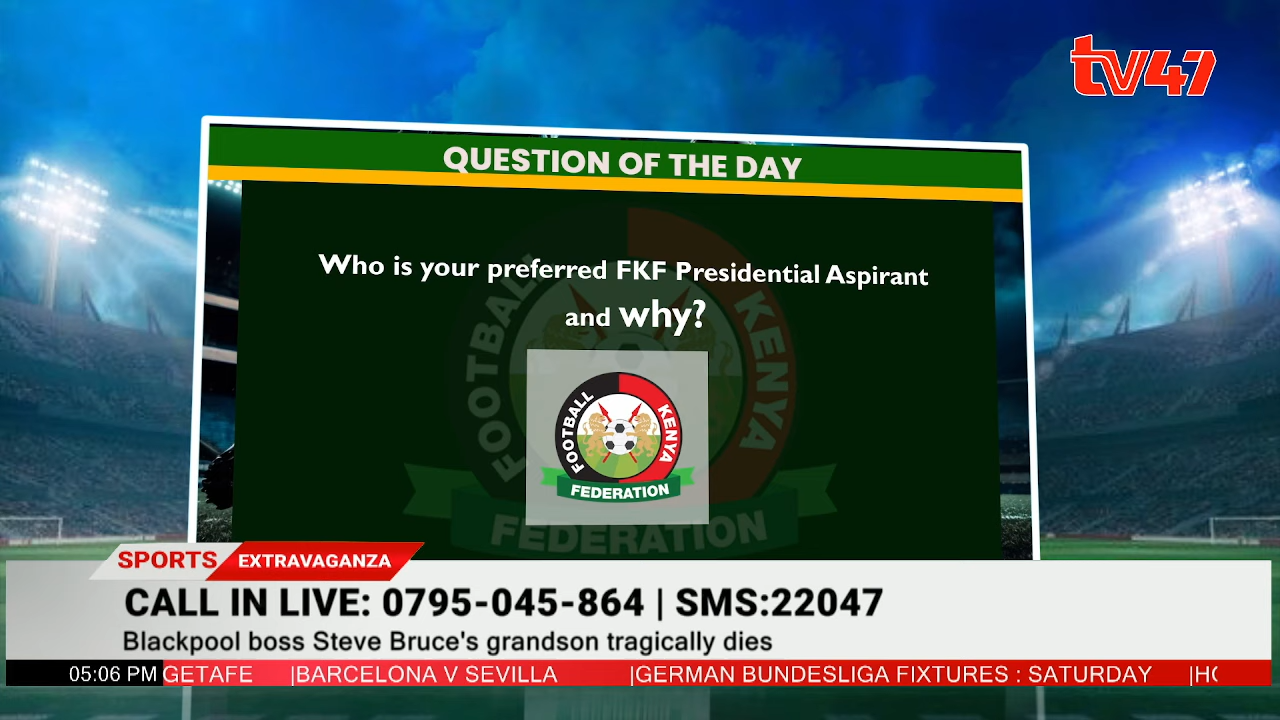 tv47
QUESTION OF THE DAY
Who is your preferred FKF Presidential Aspirant
and why?
FOOTBALL
KENYA
FEDERATION
FOOTBALL KENYA
FEDERATION
SPORTS EXTRAVAGANZA
CALL IN LIVE: 0795-045-864 | SMS:22047
Blackpool boss Steve Bruce's grandson tragically dies
05:06 PM GETAFE |BARCELONA V SEVILLA |GERMAN BUNDESLIGA FIXTURES : SATURDAY